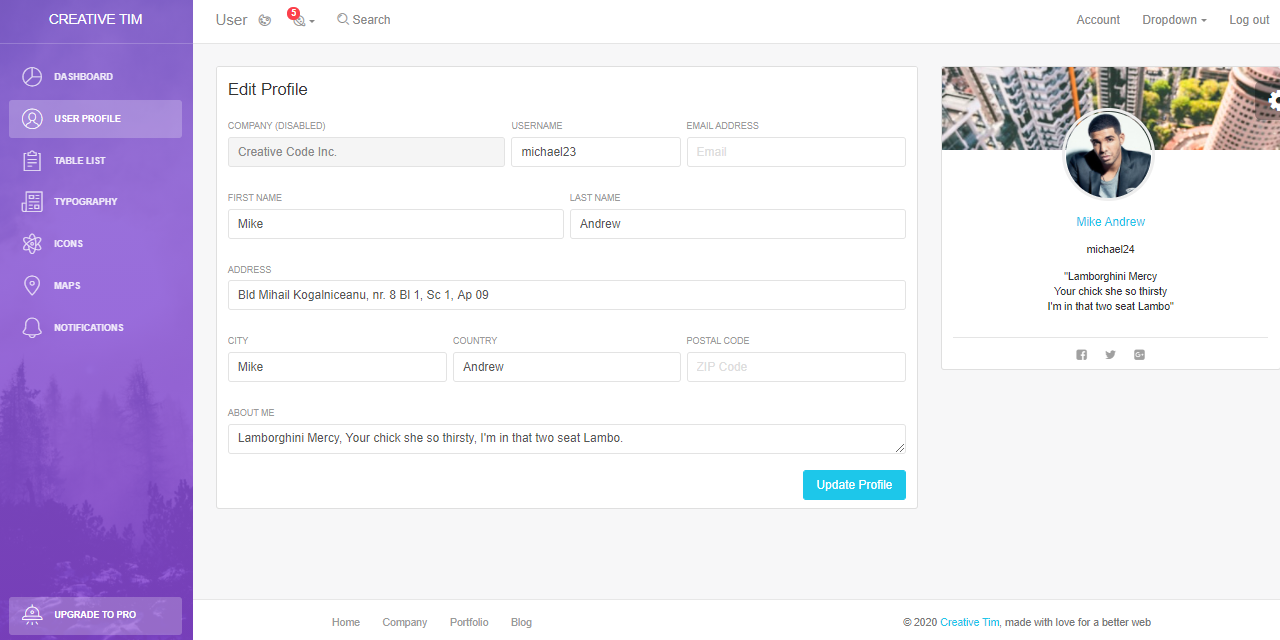 CREATIVE TIM
User 5 Search Account Dropdown Log out
DASHBOARD
USER PROFILE
TABLE LIST
TYPOGRAPHY
ICONS
MAPS
NOTIFICATIONS
UPGRADE TO PRO
Edit Profile
COMPANY (DISABLED) USERNAME EMAIL ADDRESS
Creative Code Inc. michael23 Email
FIRST NAME LAST NAME
Mike Andrew
ADDRESS
Bld Mihail Kogalniceanu, nr. 8 Bl 1, Sc 1, Ap 09
CITY COUNTRY POSTAL CODE
Mike Andrew ZIP Code
ABOUT ME
Lamborghini Mercy, Your chick she so thirsty, I'm in that two seat Lambo.
Update Profile
Mike Andrew
michael24
"Lamborghini Mercy
Your chick she so thirsty
I'm in that two seat Lambo"
Home Company Portfolio Blog © 2020 Creative Tim, made with love for a better web